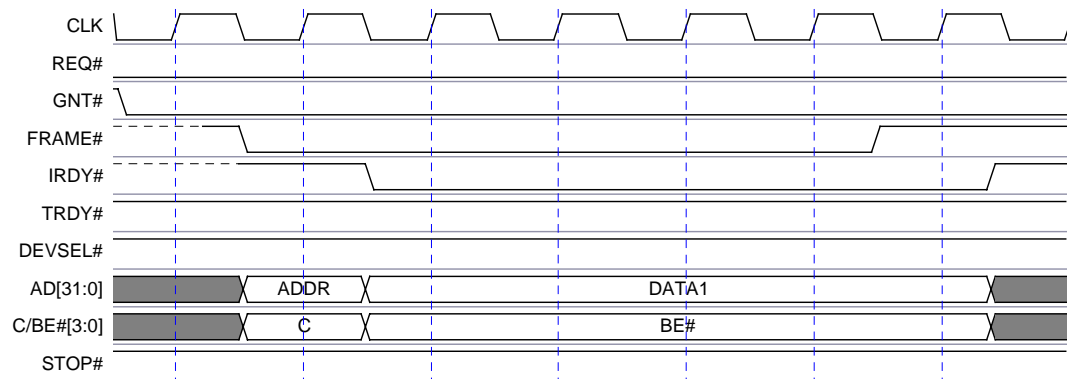 CLK
REQ#
GNT#
FRAME#
IRDY#
TRDY#
DEVSEL#
AD[31:0] ADDR DATA1
C/BE#[3:0] C BE#
STOP#